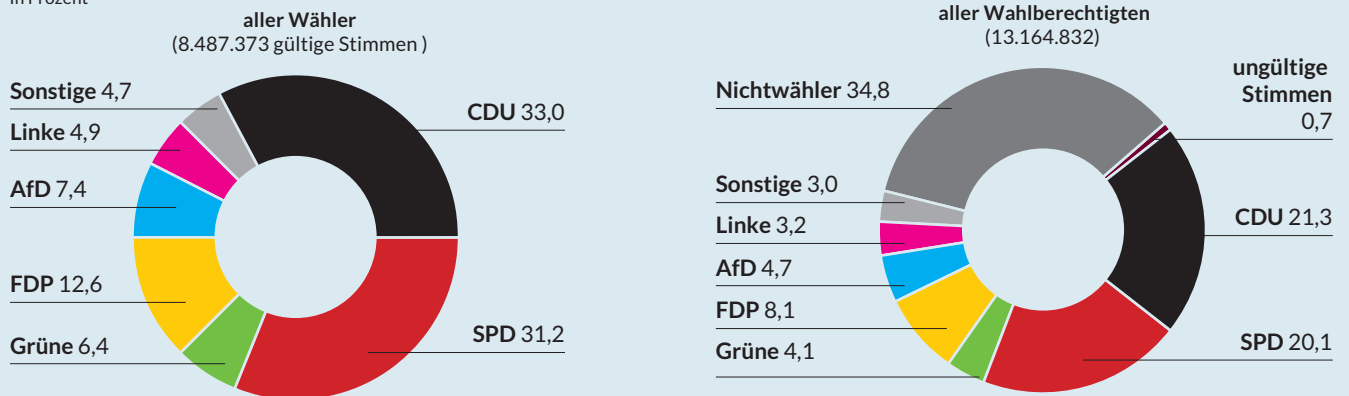 in Prozent
aller Wähler
(8.487.373 gültige Stimmen )
Sonstige 4,7
Linke 4,9
AfD 7,4
FDP 12,6
Grüne 6,4
CDU 33,0
SPD 31,2
aller Wahlberechtigten
(13.164.832)
Nichtwähler 34,8
Sonstige 3,0
Linke 3,2
AfD 4,7
FDP 8,1
Grüne 4,1
ungültige
Stimmen
0,7
CDU 21,3
SPD 20,1